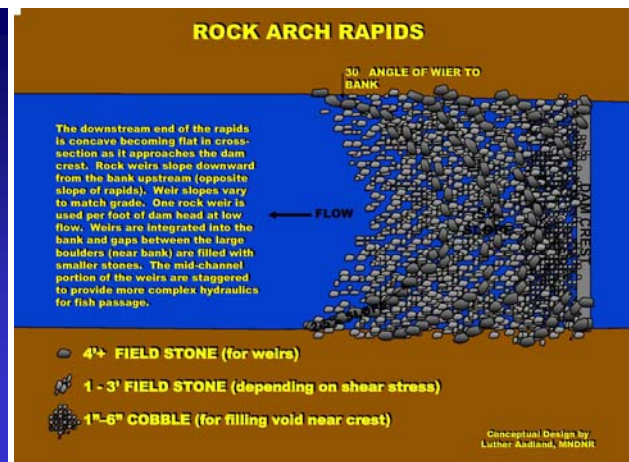 ROCK ARCH RAPIDS
30 ANGLE OF WIER TO
BANK
The downstream end of the rapids
is concave becoming flat in cross-
section as it approaches the dam
crest. Rock weirs slope downward
from the bank upstream (opposite
slope of rapids). Weir slopes vary
to match grade. One rock weir is
used per foot of dam head at low
flow. Weirs are integrated into the
bank and gaps between the large
boulders (near bank) are filled with
smaller stones. The mid-channel
portion of the weirs are staggered
to provide more complex hydraulics
for fish passage.
FLOW
SLOPE
DAM CREST
SLOPE
4'+ FIELD STONE (for weirs)
1 - 3' FIELD STONE (depending on shear stress)
1"-6" COBBLE (for filling void near crest)
Conceptual Design by
Luther Aadland, MNDNR